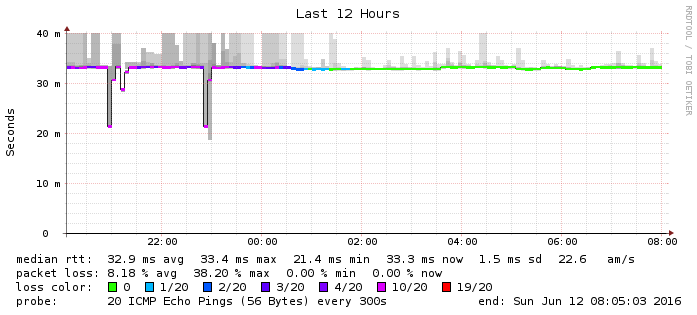 Last 12 Hours
RRDTOOL / TOBI OETIKER
Seconds
40 m
30 m
20 m
10 m
0
22:00 00:00 02:00 04:00 06:00 08:00
median rtt: 32.9 ms avg 33.4 ms max 21.4 ms min 33.3 ms now 1.5 ms sd 22.6 am/s
packet loss: 8.18 % avg 38.20 % max 0.00 % min 0.00 % now
loss color: 0 1/20 2/20 3/20 4/20 10/20 19/20
probe: 20 ICMP Echo Pings (56 Bytes) every 300s end: Sun Jun 12 08:05:03 2016